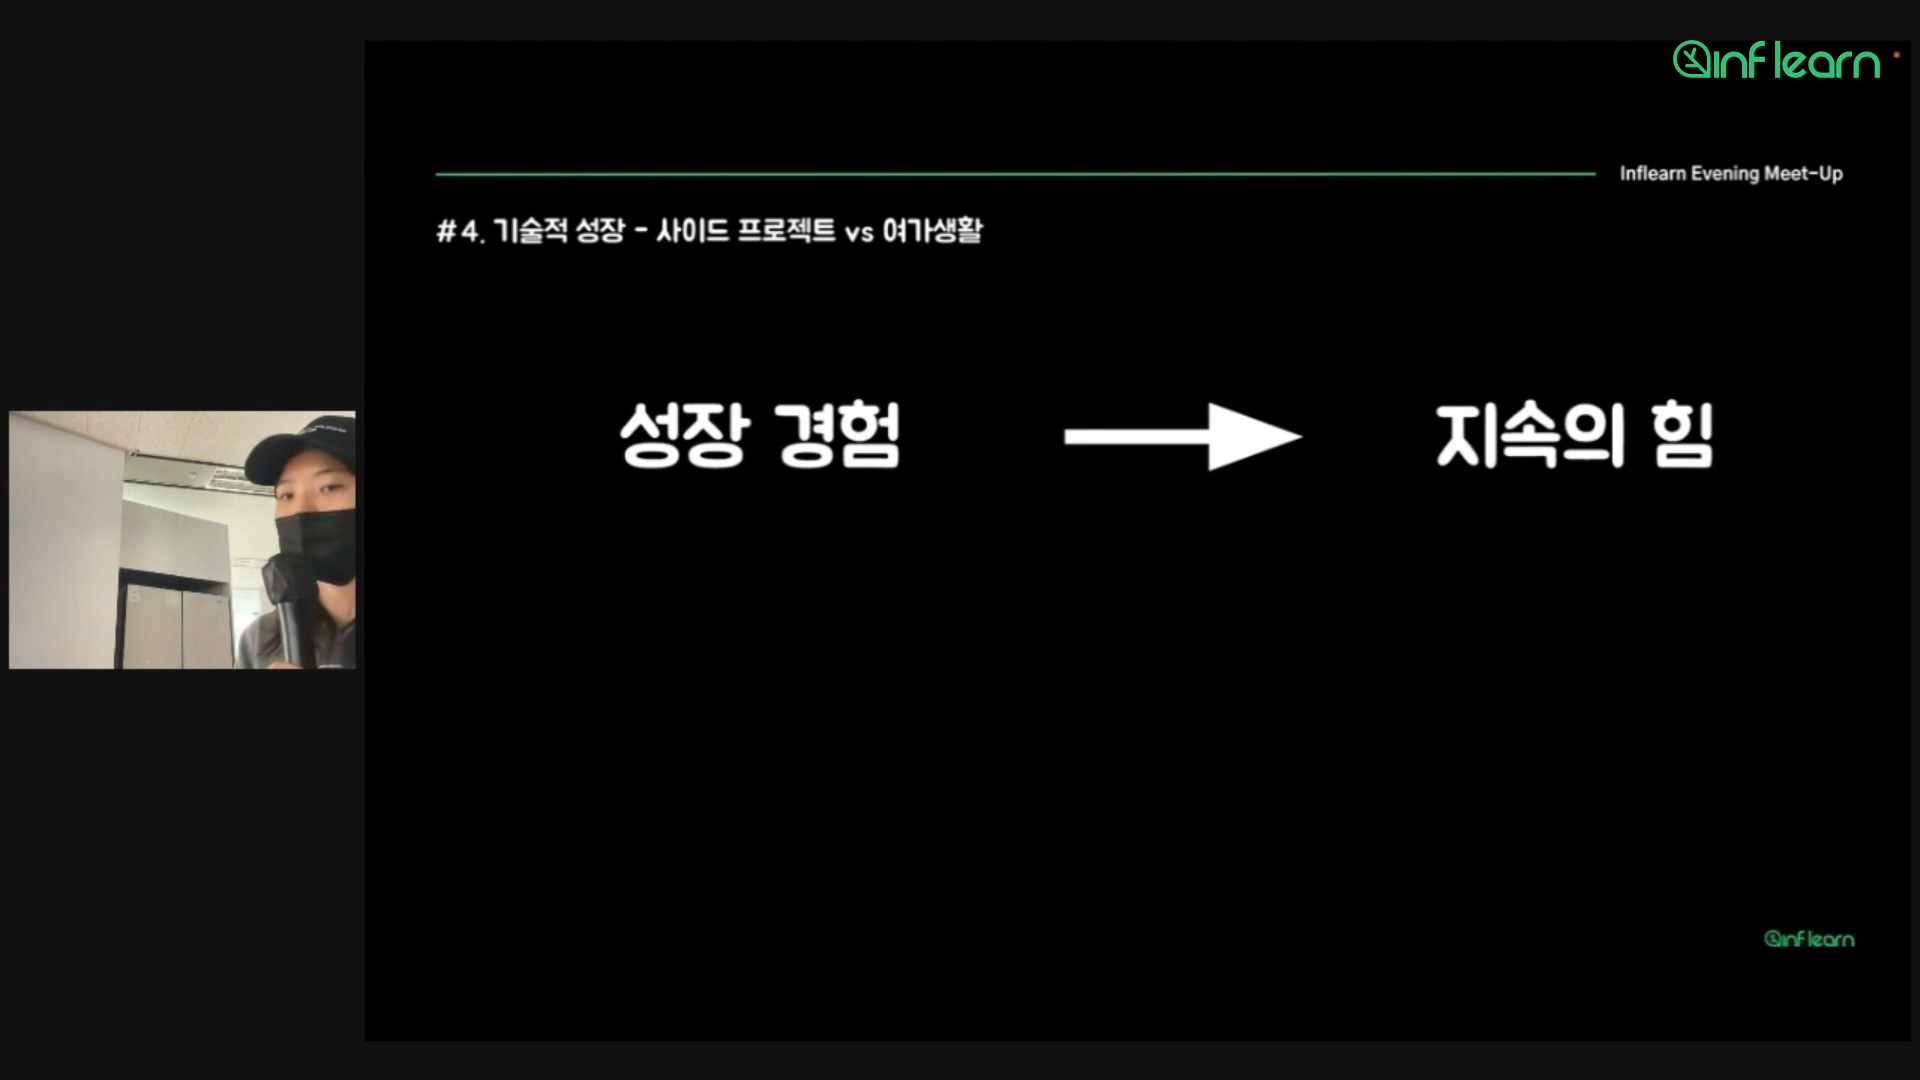 inflearn
Inflearn Evening Meet-Up
#4. 기술적 성장 - 사이드 프로젝트 vs 여가생활
성장 경험
지속의 힘
inflearn